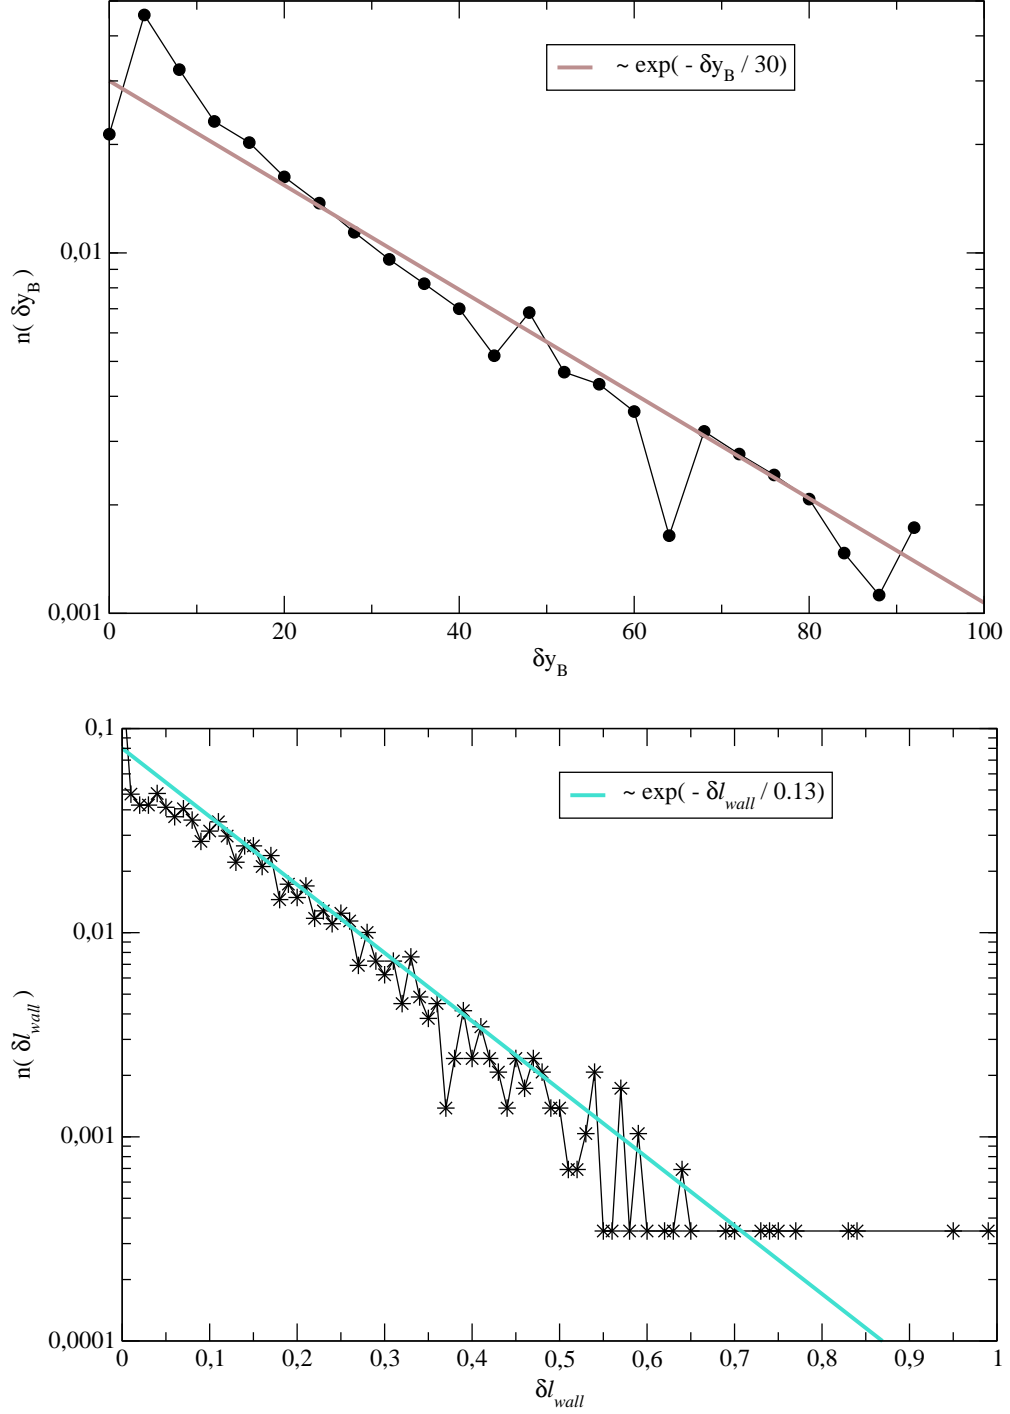 ~ exp( - δy_B / 30)
0,01
n( δy_B )
0,001
0 20 40 60 80 100
δy_B
0,1
~ exp( - δl_wall / 0.13)
0,01
n( δl_wall )
0,001
0,0001
0 0,1 0,2 0,3 0,4 0,5 0,6 0,7 0,8 0,9 1
δl_wall